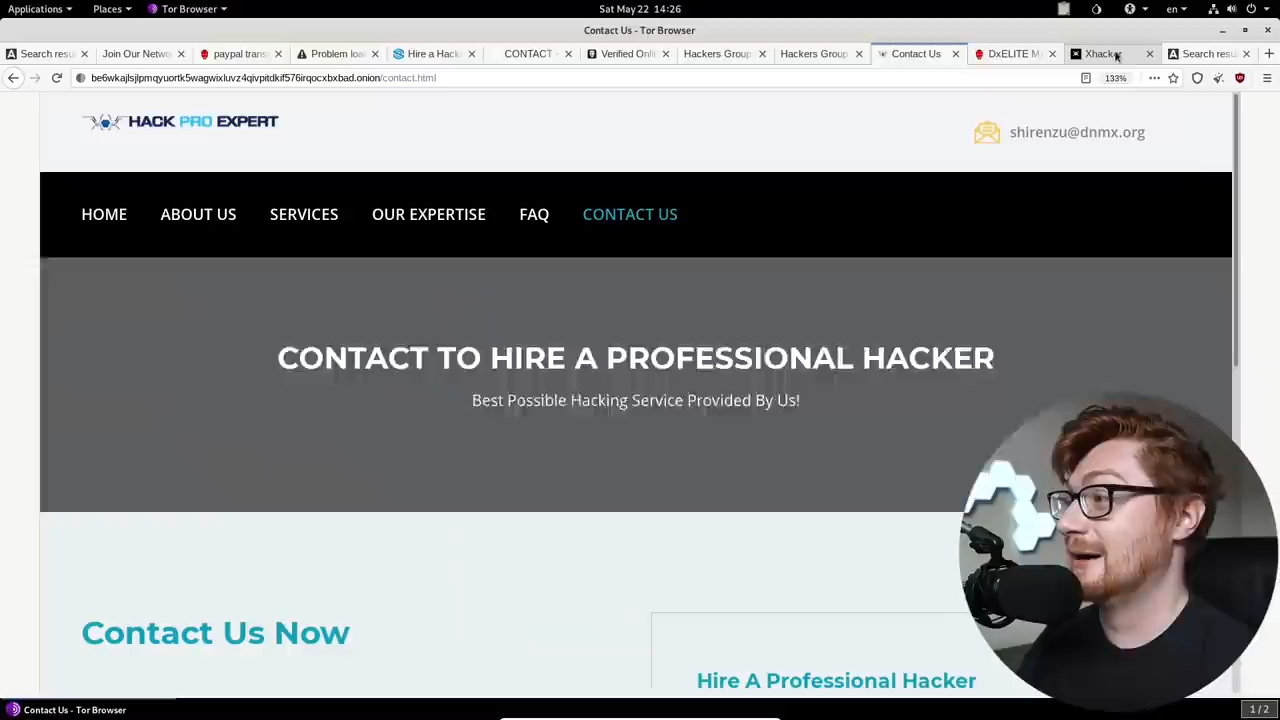 Applications Places Tor Browser Sat May 22 14:26 en
Contact Us - Tor Browser
Search resu Join Our Netwo paypal trans Problem loa Hire a Hack CONTACT - Verified Onli Hackers Group Hackers Group Contact Us DxELITE M Xhacker Search resu
be6wkajlsjlpmqyuortk5wagwixluvz4qivpitdkif576irqocxbxbad.onion/contact.html 133%
HACK PRO EXPERT
shirenzu@dnmx.org
HOME ABOUT US SERVICES OUR EXPERTISE FAQ CONTACT US
CONTACT TO HIRE A PROFESSIONAL HACKER
Best Possible Hacking Service Provided By Us!
Contact Us Now
Hire A Professional Hacker
Contact Us - Tor Browser 1 / 2